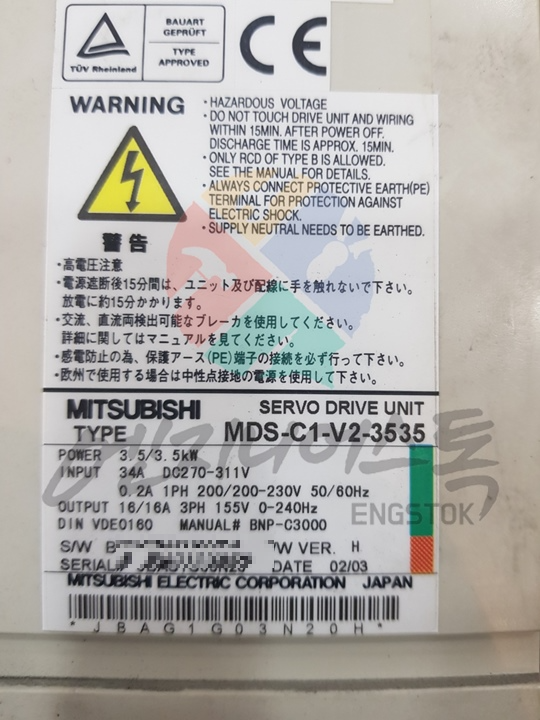 TÜV Rheinland
BAUART
GEPRÜFT
TYPE
APPROVED
CE
WARNING
・HAZARDOUS VOLTAGE
・DO NOT TOUCH DRIVE UNIT AND WIRING
WITHIN 15MIN. AFTER POWER OFF.
DISCHARGE TIME IS APPROX. 15MIN.
・ONLY RCD OF TYPE B IS ALLOWED.
SEE THE MANUAL FOR DETAILS.
・ALWAYS CONNECT PROTECTIVE EARTH(PE)
TERMINAL FOR PROTECTION AGAINST
ELECTRIC SHOCK.
・SUPPLY NEUTRAL NEEDS TO BE EARTHED.
警告
・高電圧注意
・電源遮断後15分間は、ユニット及び配線に手を触れないで下さい。
放電に約15分かかります。
・交流、直流両検出可能なブレーカを使用してください。
詳細に関してはマニュアルを見てください。
・感電防止の為、保護アース(PE)端子の接続を必ず行って下さい。
・欧州で使用する場合は中性点接地の電源を使用して下さい。
MITSUBISHI SERVO DRIVE UNIT
TYPE MDS-C1-V2-3535
POWER 3.5/3.5kW
INPUT 34A DC270-311V
0.2A 1PH 200/200-230V 50/60Hz
OUTPUT 16/16A 3PH 155V 0-240Hz
DIN VDE0160 MANUAL# BNP-C3000
엔지니어스톡
ENGSTOK
S/W B /W VER. H
SERIAL# DATE 02/03
MITSUBISHI ELECTRIC CORPORATION JAPAN
*JBAG1G03N20H*